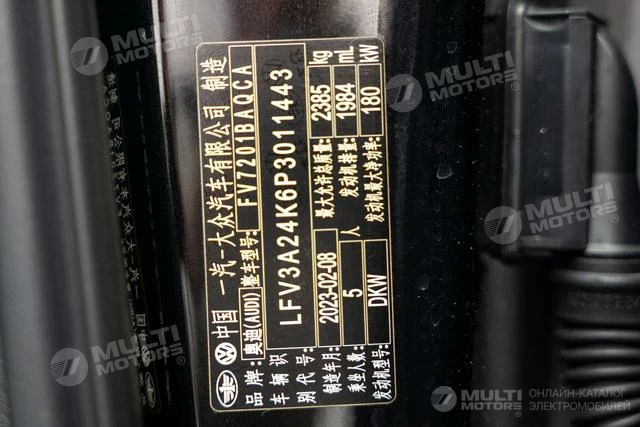 中国 一汽-大众汽车有限公司 制造
品牌: 奥迪(AUDI) 整车型号: FV7201BAQCA
车辆识别代号: LFV3A24K6P3011443
制造年月: 2023-02-08 最大允许总质量: 2385 kg
乘坐人数: 5 人 发动机排量: 1984 mL
发动机型号: DKW 发动机最大净功率: 180 kW
MULTI MOTORS
MULTI MOTORS
MULTI MOTORS
MULTI MOTORS
MULTI MOTORS
MULTI MOTORS
ОНЛАЙН-КАТАЛОГ
ЭЛЕКТРОМОБИЛЕЙ